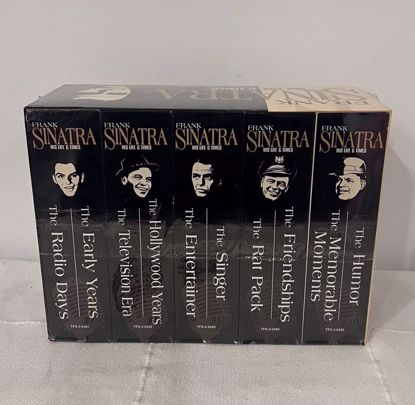 FRANK
SINATRA
FRANK
SINATRA
HIS LIFE & TIMES
The Early Years
The Radio Days
FRANK
SINATRA
HIS LIFE & TIMES
The Hollywood Years
The Television Era
FRANK
SINATRA
HIS LIFE & TIMES
The Singer
The Entertainer
FRANK
SINATRA
HIS LIFE & TIMES
The Friendships
The Rat Pack
FRANK
SINATRA
HIS LIFE & TIMES
The Humor
The Memorable
Moments